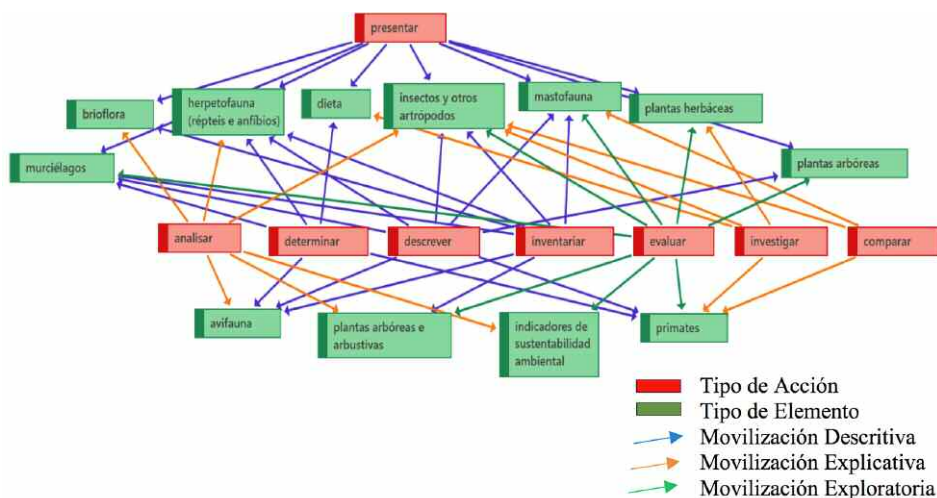 presentar
brioflora
herpetofauna
(répteis e anfíbios)
dieta
insectos y otros
artrópodos
mastofauna
plantas herbáceas
murciélagos
plantas arbóreas
analisar
determinar
descrever
inventariar
evaluar
investigar
comparar
avifauna
plantas arbóreas e
arbustivas
indicadores de
sustentabilidad
ambiental
primates
Tipo de Acción
Tipo de Elemento
Movilización Descritiva
Movilización Explicativa
Movilización Exploratoria